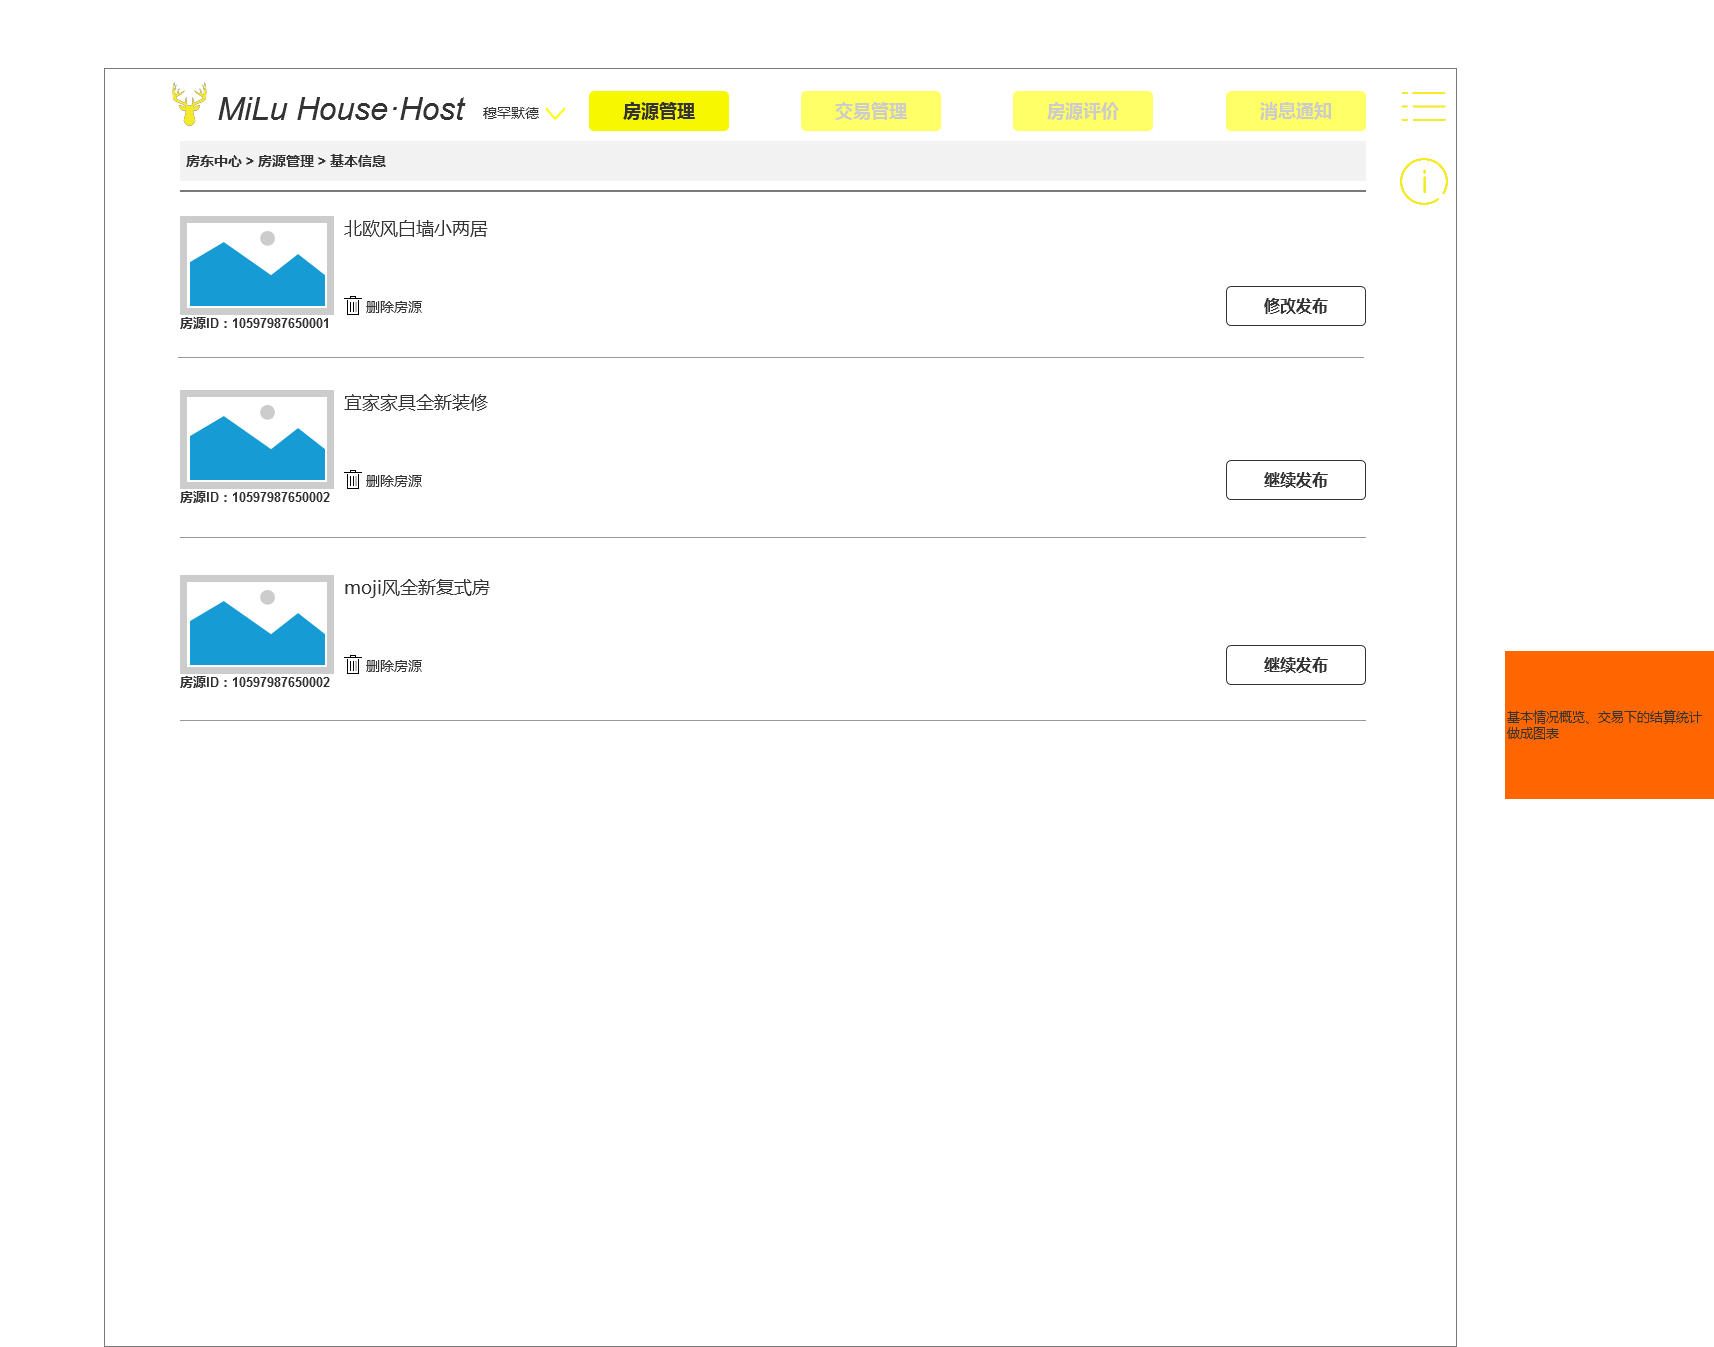 MiLu House·Host
穆罕默德
房源管理
交易管理
房源评价
消息通知
房东中心 > 房源管理 > 基本信息
北欧风白墙小两居
删除房源
修改发布
房源ID：10597987650001
宜家家具全新装修
删除房源
继续发布
房源ID：10597987650002
moji风全新复式房
删除房源
继续发布
房源ID：10597987650002
基本情况概览、交易下的结算统计
做成图表